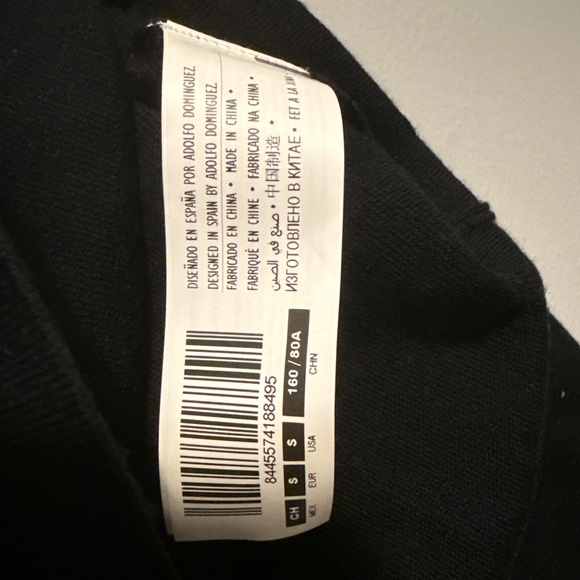 DISEÑADO EN ESPAÑA POR ADOLFO DOMINGUEZ
DESIGNED IN SPAIN BY ADOLFO DOMINGUEZ
FABRICADO EN CHINA • MADE IN CHINA •
FABRIQUÉ EN CHINE • FABRICADO NA CHINA •
صنع في الصين • 中国制造 •
ИЗГОТОВЛЕНО В КИТАЕ • FET A LA
8445574188495
CH S S 160 / 80A
MEX EUR USA CHN